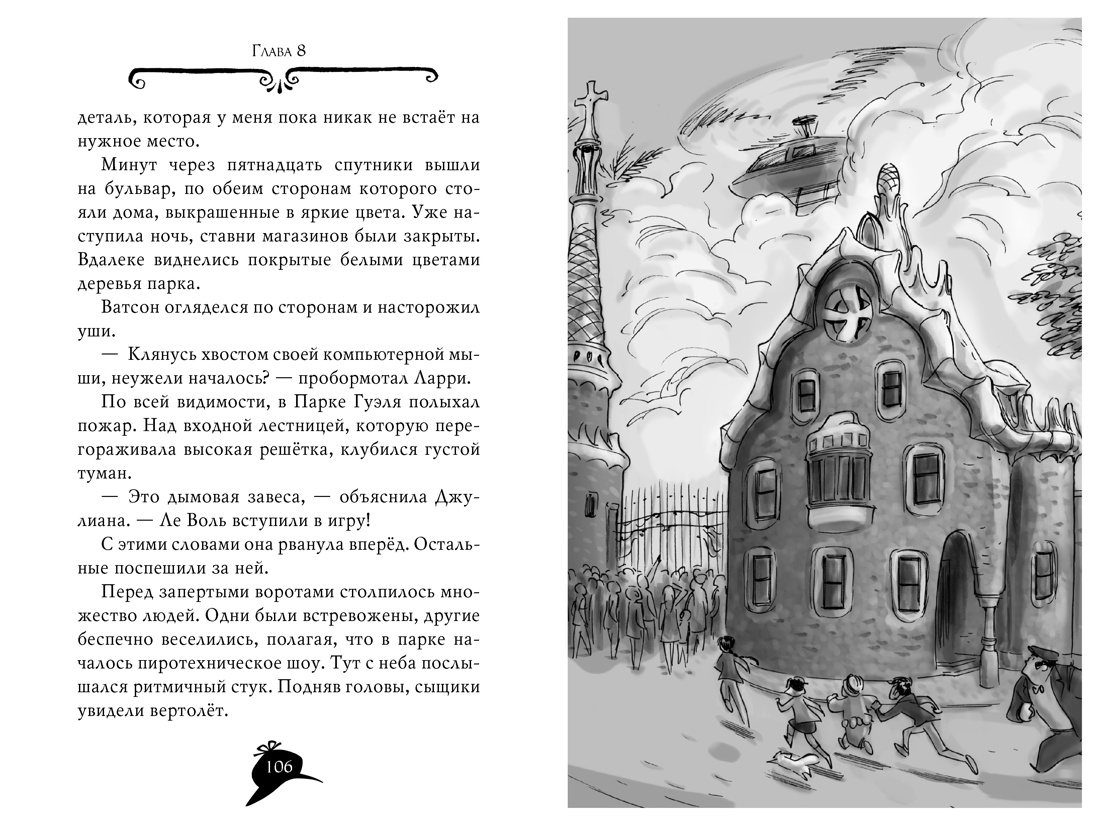 Глава 8
деталь, которая у меня пока никак не встаёт на
нужное место.
Минут через пятнадцать спутники вышли
на бульвар, по обеим сторонам которого сто-
яли дома, выкрашенные в яркие цвета. Уже на-
ступила ночь, ставни магазинов были закрыты.
Вдалеке виднелись покрытые белыми цветами
деревья парка.
Ватсон огляделся по сторонам и насторожил
уши.
— Клянусь хвостом своей компьютерной мы-
ши, неужели началось? — пробормотал Ларри.
По всей видимости, в Парке Гуэля полыхал
пожар. Над входной лестницей, которую пере-
гораживала высокая решётка, клубился густой
туман.
— Это дымовая завеса, — объяснила Джу-
лиана. — Ле Воль вступили в игру!
С этими словами она рванула вперёд. Осталь-
ные поспешили за ней.
Перед запертыми воротами столпилось мно-
жество людей. Одни были встревожены, другие
беспечно веселились, полагая, что в парке на-
чалось пиротехническое шоу. Тут с неба послы-
шался ритмичный стук. Подняв головы, сыщики
увидели вертолёт.
106